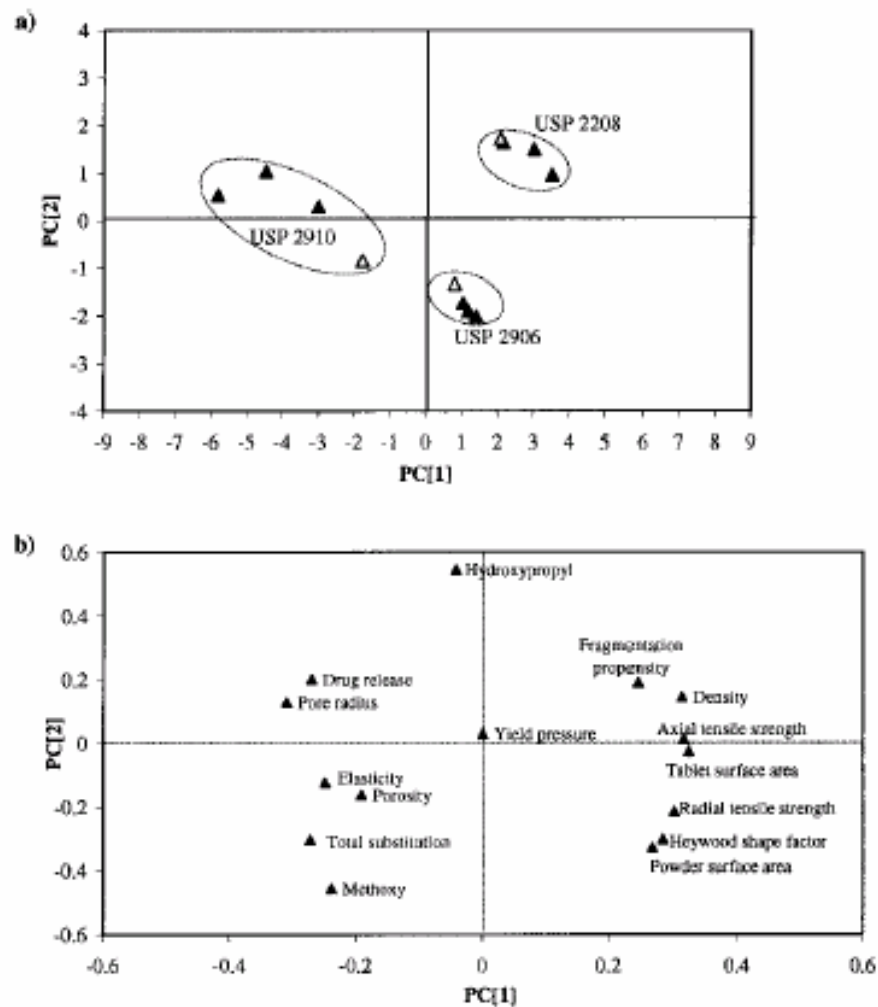 a)
4
3
2
1
0
-1
-2
-3
-4
PC[2]
USP 2208
USP 2910
USP 2906
-9 -8 -7 -6 -5 -4 -3 -2 -1 0 1 2 3 4 5 6 7 8 9
PC[1]
b)
0.6
0.4
0.2
0
-0.2
-0.4
-0.6
PC[2]
Hydroxypropyl
Fragmentation
propensity
Drug release
Pore radius
Density
Yield pressure
Axial tensile strength
Tablet surface area
Elasticity
Porosity
Radial tensile strength
Total substitution
Heywood shape factor
Powder surface area
Methoxy
-0.6 -0.4 -0.2 0 0.2 0.4 0.6
PC[1]